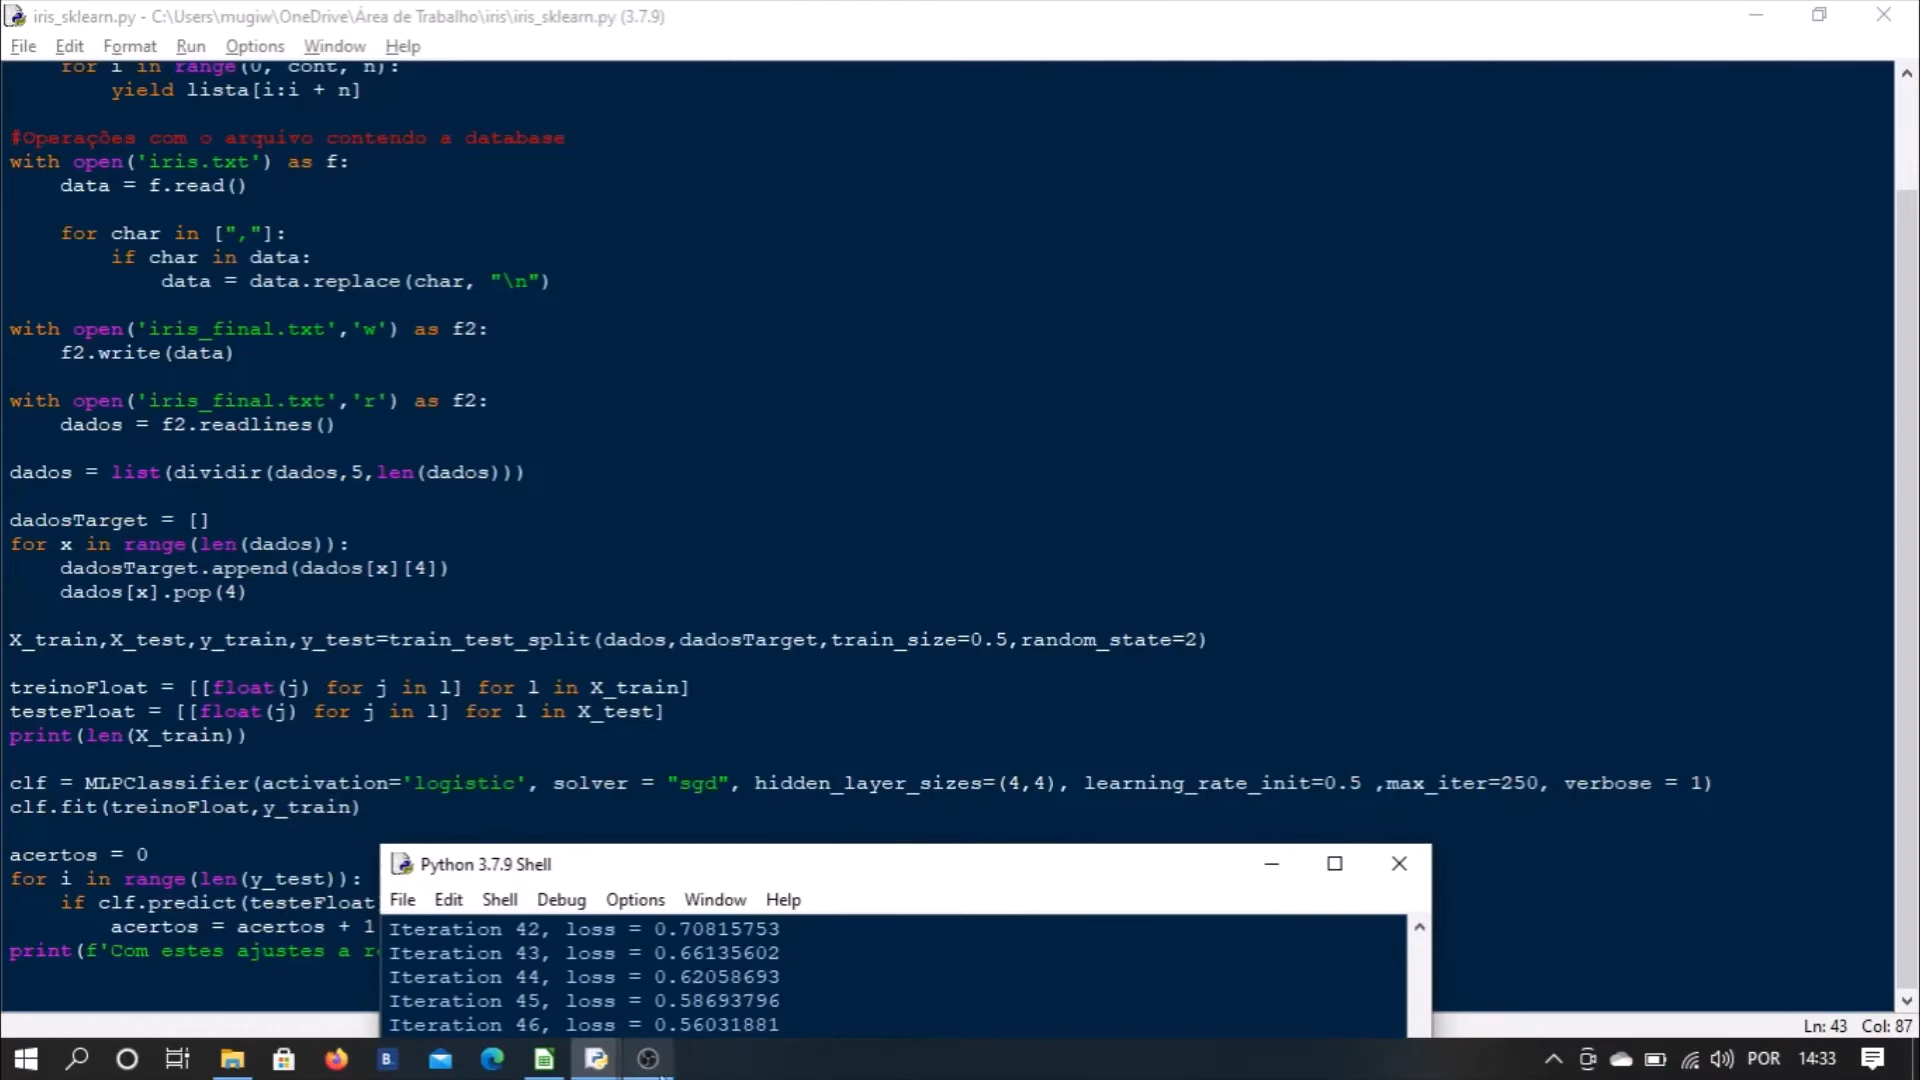 iris_sklearn.py - C:\Users\mugiw\OneDrive\Área de Trabalho\iris\iris_sklearn.py (3.7.9)
File Edit Format Run Options Window Help
for i in range(0, cont, n):
yield lista[i:i + n]
#Operações com o arquivo contendo a database
with open('iris.txt') as f:
data = f.read()
for char in [","]:
if char in data:
data = data.replace(char, "\n")
with open('iris_final.txt','w') as f2:
f2.write(data)
with open('iris_final.txt','r') as f2:
dados = f2.readlines()
dados = list(dividir(dados,5,len(dados)))
dadosTarget = []
for x in range(len(dados)):
dadosTarget.append(dados[x][4])
dados[x].pop(4)
X_train,X_test,y_train,y_test=train_test_split(dados,dadosTarget,train_size=0.5,random_state=2)
treinoFloat = [[float(j) for j in l] for l in X_train]
testeFloat = [[float(j) for j in l] for l in X_test]
print(len(X_train))
clf = MLPClassifier(activation='logistic', solver = "sgd", hidden_layer_sizes=(4,4), learning_rate_init=0.5 ,max_iter=250, verbose = 1)
clf.fit(treinoFloat,y_train)
acertos = 0
for i in range(len(y_test)):
if clf.predict(testeFloat
acertos = acertos + 1
print(f'Com estes ajustes a r
Python 3.7.9 Shell
File Edit Shell Debug Options Window Help
Iteration 42, loss = 0.70815753
Iteration 43, loss = 0.66135602
Iteration 44, loss = 0.62058693
Iteration 45, loss = 0.58693796
Iteration 46, loss = 0.56031881
Ln: 43 Col: 87
B. POR 14:33